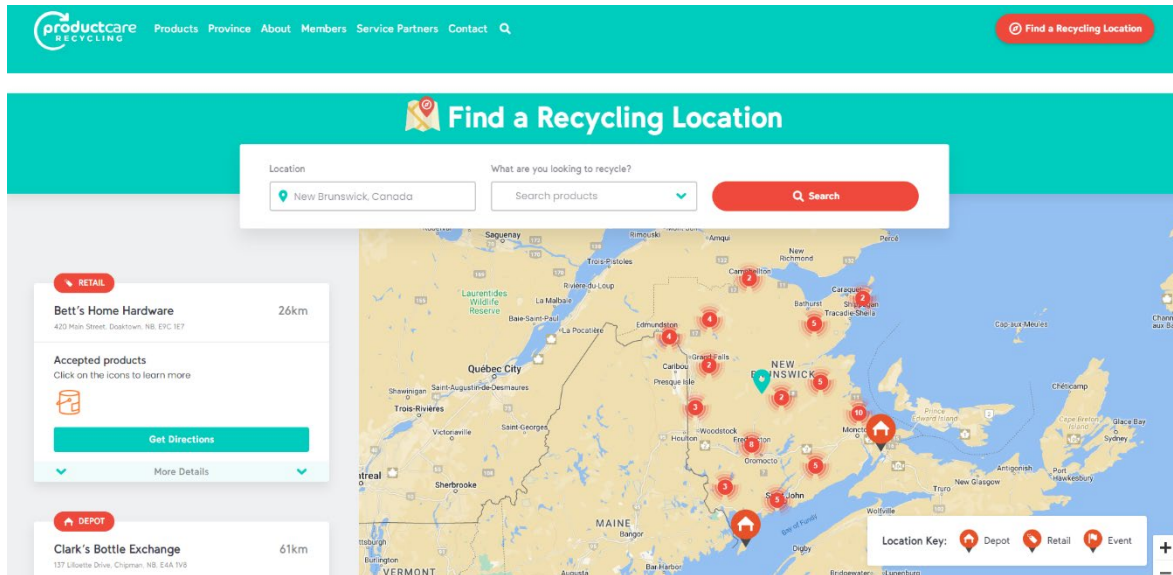 productcare
RECYCLING
Products Province About Members Service Partners Contact
Find a Recycling Location
Find a Recycling Location
Location
What are you looking to recycle?
New Brunswick, Canada
Search products
Search
RETAIL
Bett's Home Hardware
26km
420 Main Street, Doaktown, NB, E9C 1E7
Accepted products
Click on the icons to learn more
Get Directions
More Details
DEPOT
Clark's Bottle Exchange
61km
137 Lillooette Drive, Chipman, NB, E4A 1V8
Saguenay
Rimouski
Amqui
Percé
New
Richmond
Trois-Pistoles
Campbellton
2
Rivière-du-Loup
Laurentides
Wildlife
Reserve
La Malbaie
Caraquet
2
Shippagan
Bathurst
Tracadie-Sheila
5
Baie-Saint-Paul
La Pocatière
Edmundston
4
4
Cap-aux-Meules
Chann
aux Ba
Grand Falls
2
Québec City
Caribou
NEW
BRUNSWICK
Presque Isle
5
2
Shawinigan
Saint-Augustin-de-Desmaures
Chéticamp
Trois-Rivières
3
10
Prince
Edward Island
Cape Breton
Island
Glace Bay
Sydney
Victoriaville
Saint-Georges
Woodstock
Houlton
8
Fredericton
Moncton
Oromocto
5
Antigonish
Port
Hawkesbury
New Glasgow
Truro
Sherbrooke
3
Saint John
5
Wolfville
MAINE
Bangor
Bay of Fundy
Digby
Location Key:
Depot
Retail
Event
Burlington
VERMONT
Augusta
Bar Harbor
Bridgewater
Lunenburg
+
−